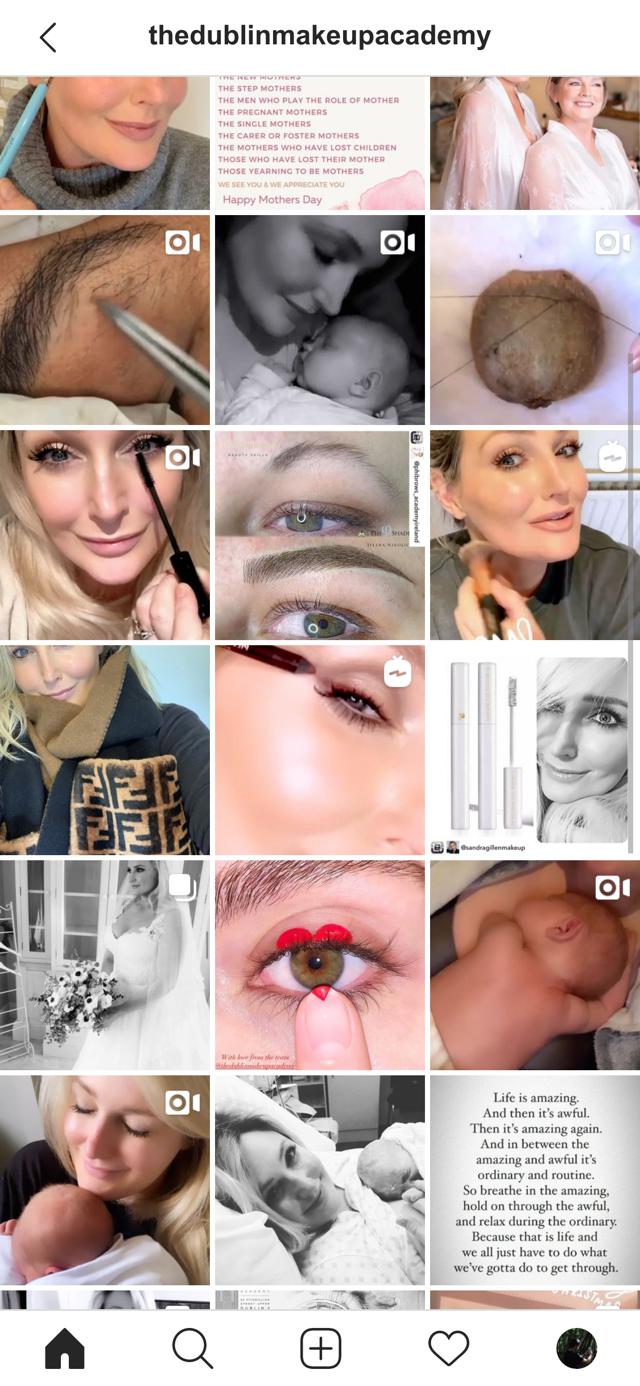 thedublinmakeupacademy
THE NEW MOTHERS
THE STEP MOTHERS
THE MEN WHO PLAY THE ROLE OF MOTHER
THE PREGNANT MOTHERS
THE SINGLE MOTHERS
THE CARER OR FOSTER MOTHERS
THE MOTHERS WHO HAVE LOST CHILDREN
THOSE WHO HAVE LOST THEIR MOTHER
THOSE YEARNING TO BE MOTHERS
WE SEE YOU & WE APPRECIATE YOU
Happy Mothers Day
@phibrows_academyireland
@sandragillenmakeup
With love from the team
@thedublinmakeupacademy
Life is amazing.
And then it's awful.
Then it's amazing again.
And in between the
amazing and awful it's
ordinary and routine.
So breathe in the amazing,
hold on through the awful,
and relax during the ordinary.
Because that is life and
we all just have to do what
we've gotta do to get through.
CHRISTMAS